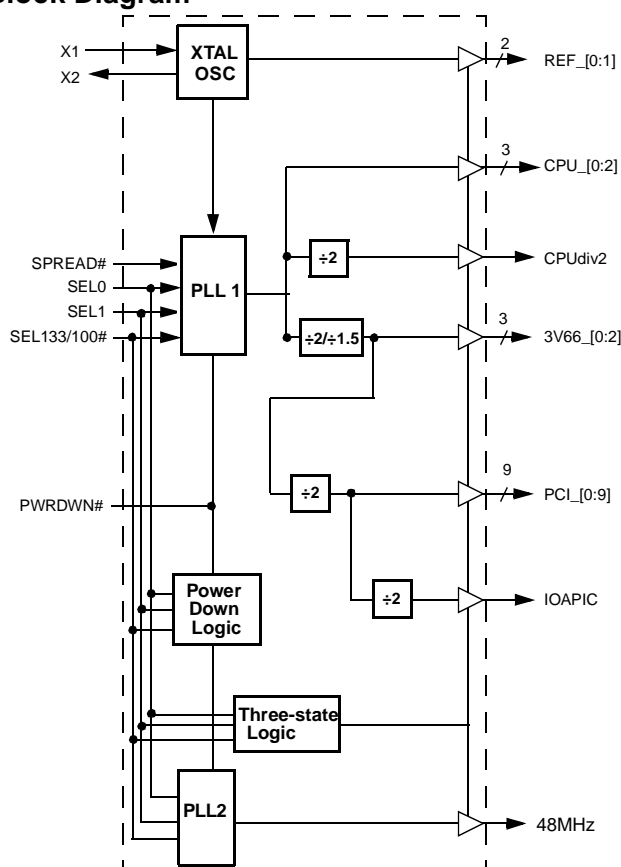 X1
X2
XTAL
OSC
2
REF_[0:1]
3
CPU_[0:2]
SPREAD#
SEL0
SEL1
SEL133/100#
PLL 1
÷2
CPUdiv2
÷2/÷1.5
3
3V66_[0:2]
PWRDWN#
÷2
9
PCI_[0:9]
Power
Down
Logic
÷2
IOAPIC
Three-state
Logic
PLL2
48MHz